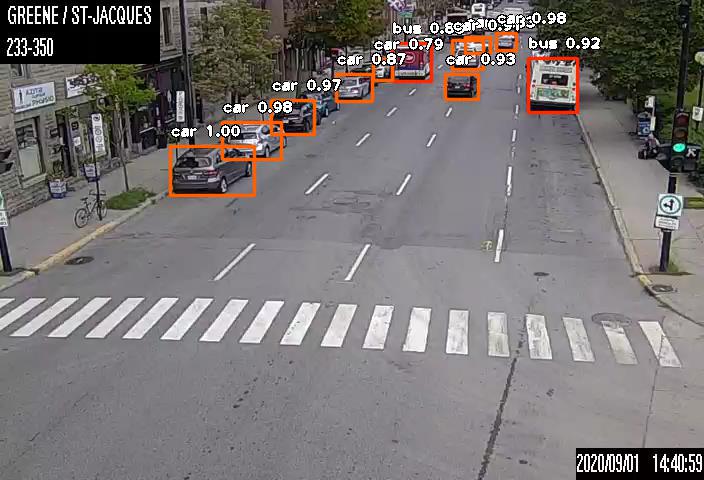 GREENE / ST-JACQUES
233-350
car 0.98
bus 0.92
car 0.79
car 0.87
car 0.93
car 0.97
car 0.98
car 1.00
2020/09/01 14:40:59